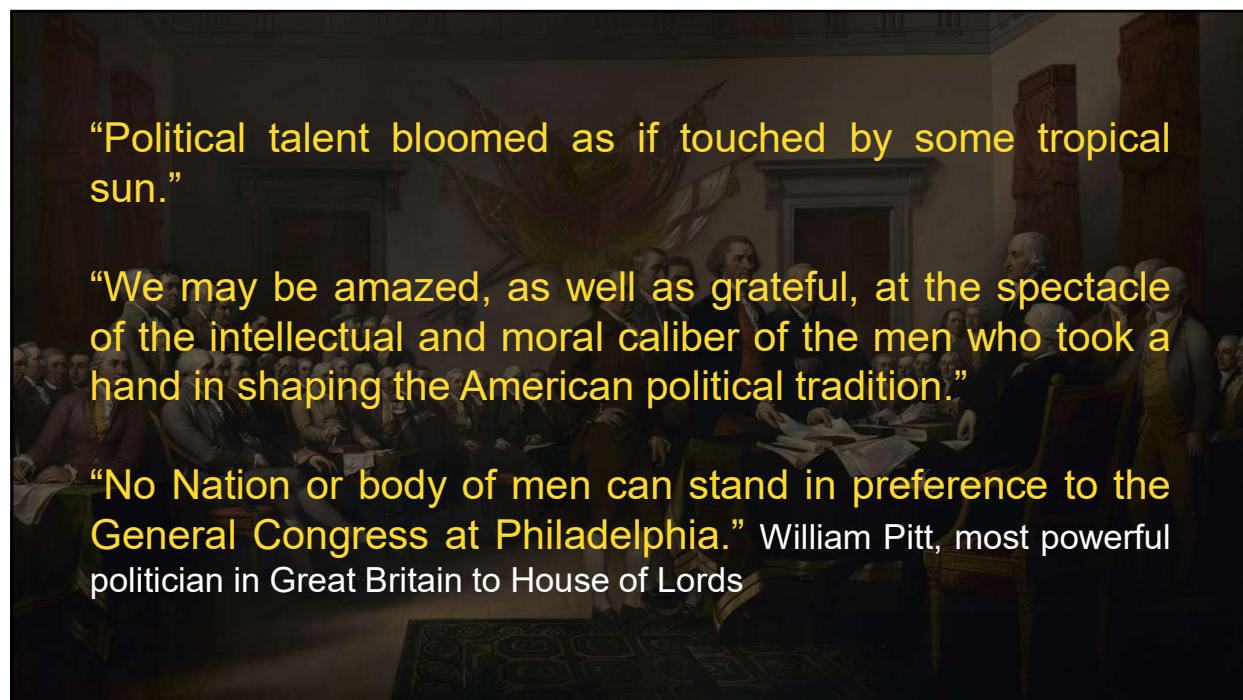 “Political talent bloomed as if touched by some tropical
sun.”
“We may be amazed, as well as grateful, at the spectacle
of the intellectual and moral caliber of the men who took a
hand in shaping the American political tradition.”
“No Nation or body of men can stand in preference to the
General Congress at Philadelphia.” William Pitt, most powerful
politician in Great Britain to House of Lords